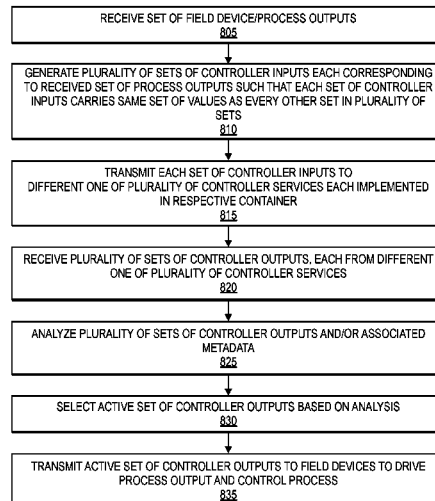 RECEIVE SET OF FIELD DEVICE/PROCESS OUTPUTS
805
GENERATE PLURALITY OF SETS OF CONTROLLER INPUTS EACH CORRESPONDING
TO RECEIVED SET OF PROCESS OUTPUTS SUCH THAT EACH SET OF CONTROLLER
INPUTS CARRIES SAME SET OF VALUES AS EVERY OTHER SET IN PLURALITY OF
SETS
810
TRANSMIT EACH SET OF CONTROLLER INPUTS TO
DIFFERENT ONE OF PLURALITY OF CONTROLLER SERVICES EACH IMPLEMENTED
IN RESPECTIVE CONTAINER
815
RECEIVE PLURALITY OF SETS OF CONTROLLER OUTPUTS, EACH FROM DIFFERENT
ONE OF PLURALITY OF CONTROLLER SERVICES
820
ANALYZE PLURALITY OF SETS OF CONTROLLER OUTPUTS AND/OR ASSOCIATED
METADATA
825
SELECT ACTIVE SET OF CONTROLLER OUTPUTS BASED ON ANALYSIS
830
TRANSMIT ACTIVE SET OF CONTROLLER OUTPUTS TO FIELD DEVICES TO DRIVE
PROCESS OUTPUT AND CONTROL PROCESS
835